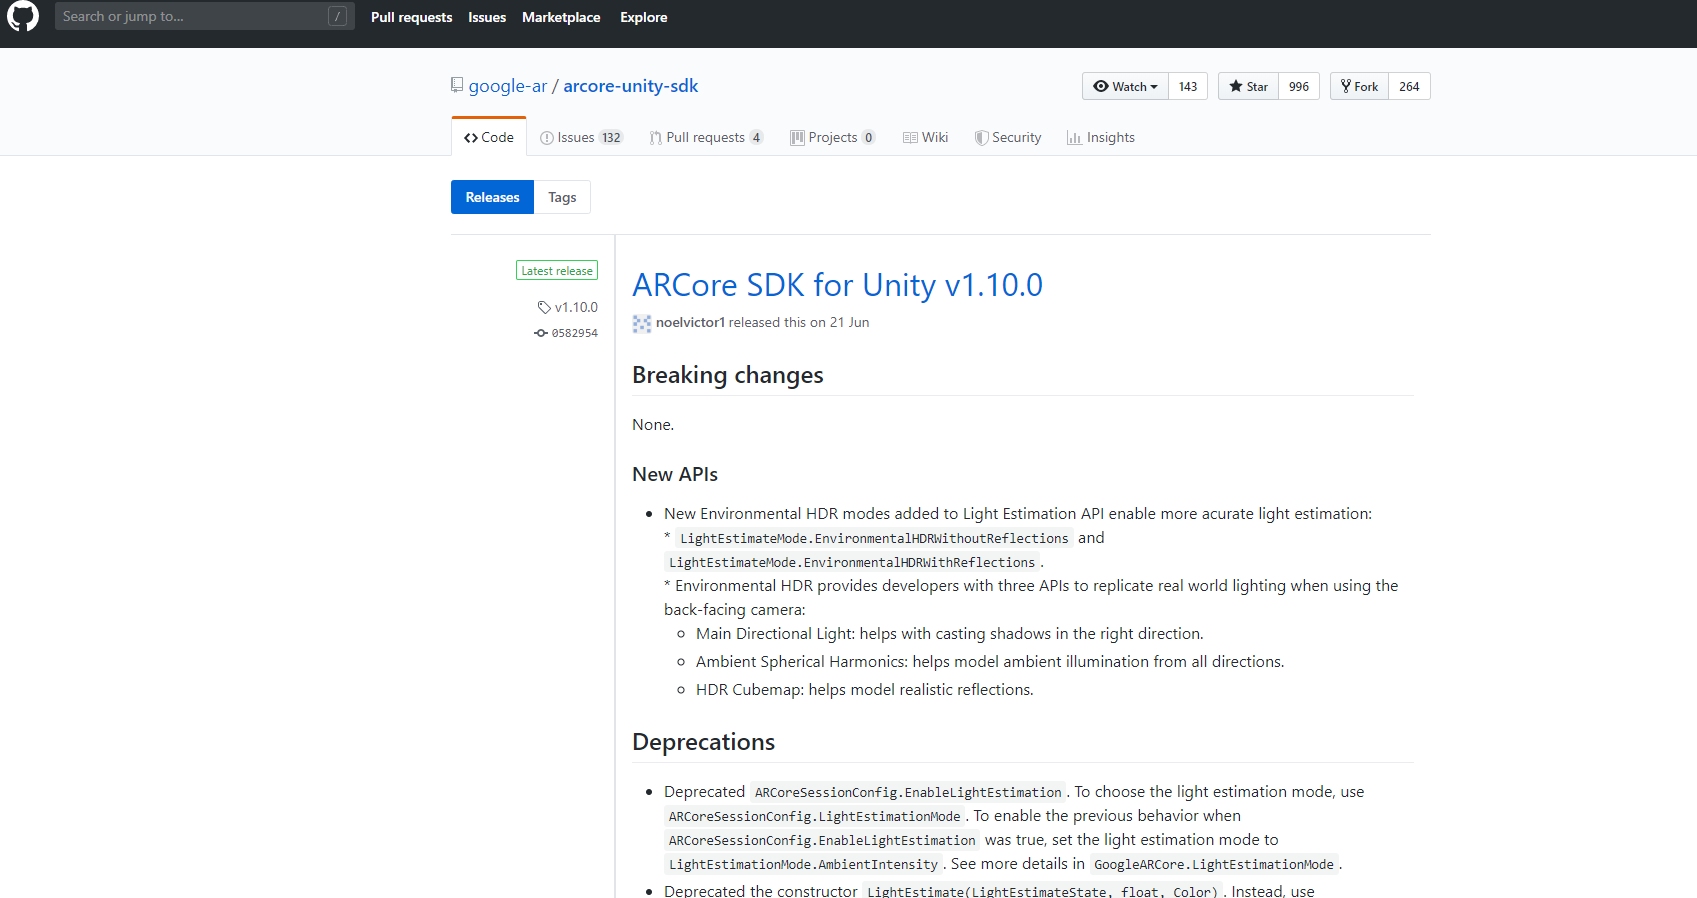 Search or jump to... /
Pull requests Issues Marketplace Explore
google-ar / arcore-unity-sdk
Watch 143 Star 996 Fork 264
Code Issues 132 Pull requests 4 Projects 0 Wiki Security Insights
Releases Tags
Latest release
v1.10.0
0582954
ARCore SDK for Unity v1.10.0
noelvictor1 released this on 21 Jun
Breaking changes
None.
New APIs
• New Environmental HDR modes added to Light Estimation API enable more acurate light estimation:
* LightEstimateMode.EnvironmentalHDRWithoutReflections and
LightEstimateMode.EnvironmentalHDRWithReflections.
* Environmental HDR provides developers with three APIs to replicate real world lighting when using the
back-facing camera:
○ Main Directional Light: helps with casting shadows in the right direction.
○ Ambient Spherical Harmonics: helps model ambient illumination from all directions.
○ HDR Cubemap: helps model realistic reflections.
Deprecations
• Deprecated ARCoreSessionConfig.EnableLightEstimation. To choose the light estimation mode, use
ARCoreSessionConfig.LightEstimationMode. To enable the previous behavior when
ARCoreSessionConfig.EnableLightEstimation was true, set the light estimation mode to
LightEstimationMode.AmbientIntensity. See more details in GoogleARCore.LightEstimationMode.
• Deprecated the constructor LightEstimate(LightEstimateState, float, Color). Instead, use